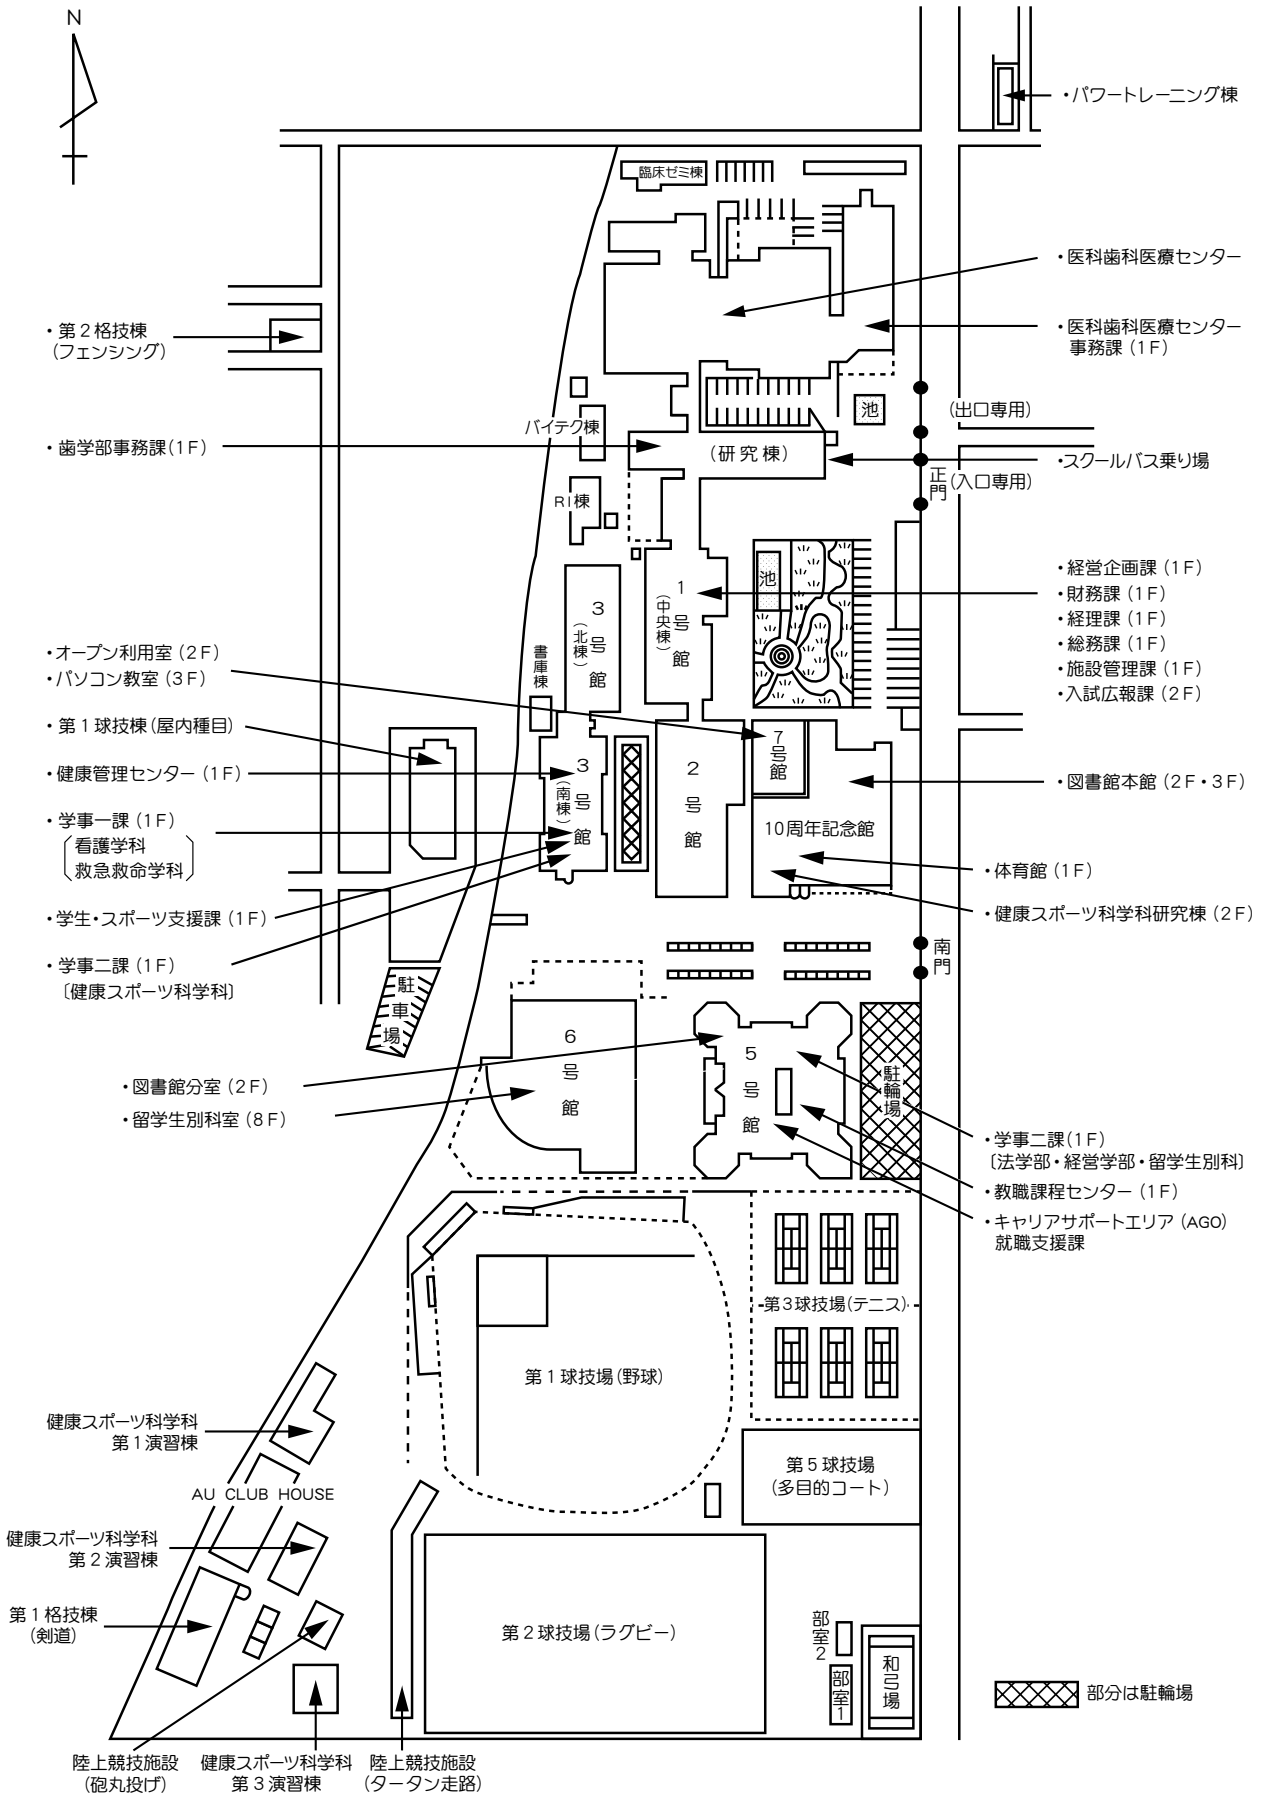 N
・パワートレーニング棟
臨床ゼミ棟
・医科歯科医療センター
・医科歯科医療センター
事務課(1F)
・第2格技棟
(フェンシング)
池
(出口専用)
バイテク棟
・歯学部事務課(1F)
(研究棟)
・スクールバス乗り場
正門
(入口専用)
RI棟
・経営企画課(1F)
・財務課(1F)
・経理課(1F)
・総務課(1F)
・施設管理課(1F)
・入試広報課(2F)
池
1号館
(中央棟)
3号館
(北棟)
書庫棟
・オープン利用室(2F)
・パソコン教室(3F)
・第1球技棟(屋内種目)
・健康管理センター(1F)
・学事一課(1F)
看護学科
救急救命学科
・学生・スポーツ支援課(1F)
・学事二課(1F)
〔健康スポーツ科学科〕
3号館
(南棟)
2号館
7号館
10周年記念館
・図書館本館(2F・3F)
・体育館(1F)
・健康スポーツ科学科研究棟(2F)
南門
駐車場
6号館
5号館
駐輪場
・図書館分室(2F)
・留学生別科室(8F)
・学事二課(1F)
〔法学部・経営学部・留学生別科〕
・教職課程センター(1F)
・キャリアサポートエリア(AGO)
就職支援課
第3球技場(テニス)
第1球技場(野球)
健康スポーツ科学科
第1演習棟
第5球技場
(多目的コート)
AU CLUB HOUSE
健康スポーツ科学科
第2演習棟
第1格技棟
(剣道)
第2球技場(ラグビー)
部室2
部室1
和弓場
部分は駐輪場
陸上競技施設
(砲丸投げ)
健康スポーツ科学科
第3演習棟
陸上競技施設
(タータン走路)